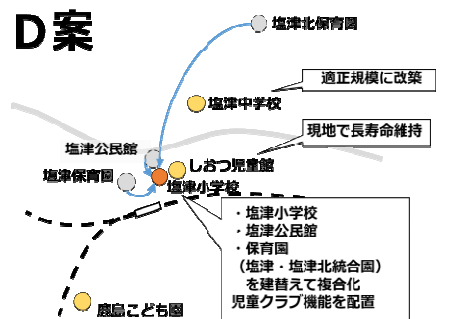 D案
塩津北保育園
適正規模に改築
塩津中学校
現地で長寿命維持
塩津公民館
しおつ児童館
塩津保育園
塩津小学校
・塩津小学校
・塩津公民館
・保育園
（塩津・塩津北統合園）
を建替えて複合化
児童クラブ機能を配置
鹿島こども園